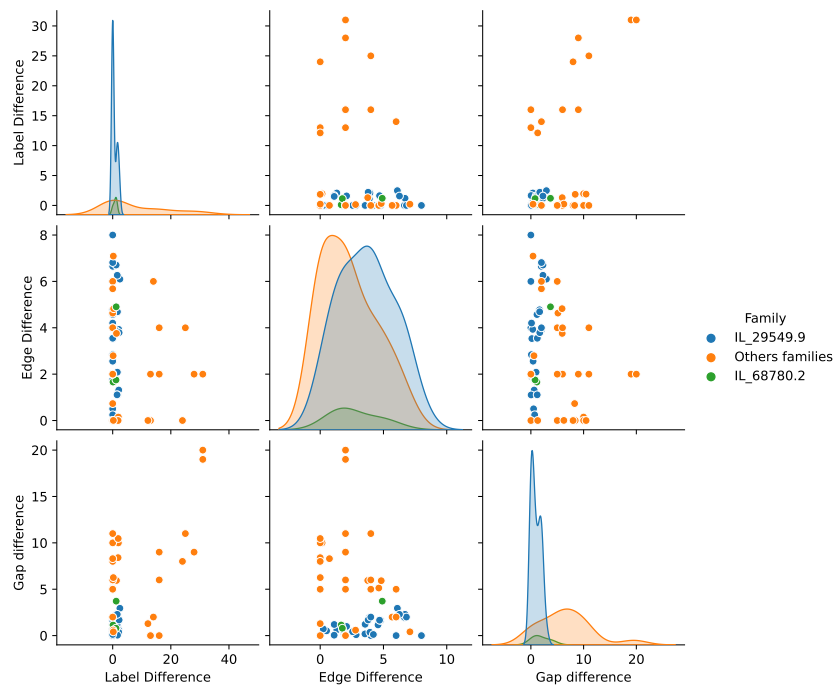 30
25
20
15
10
5
0
Label Difference
8
6
4
2
0
Edge Difference
Family
IL_29549.9
Others families
IL_68780.2
20
15
10
5
0
Gap difference
0 20 40
0 5 10
0 10 20
Label Difference
Edge Difference
Gap difference